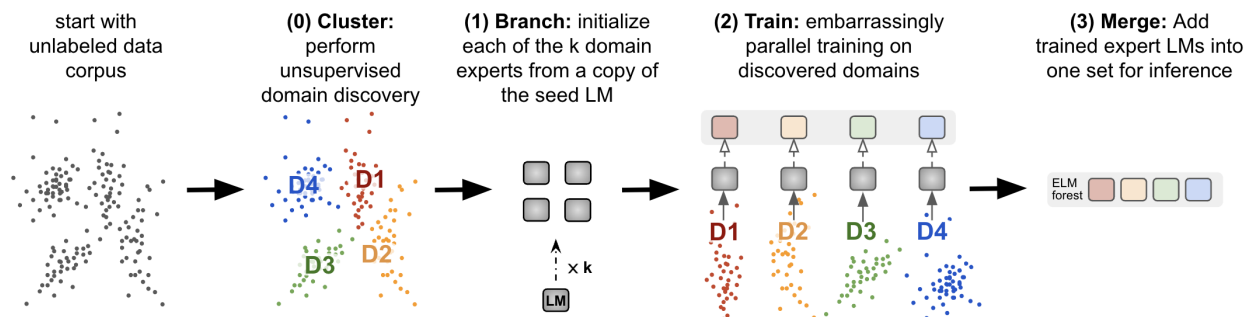 start with
unlabeled data
corpus
(0) Cluster:
perform
unsupervised
domain discovery
(1) Branch: initialize
each of the k domain
experts from a copy of
the seed LM
(2) Train: embarrassingly
parallel training on
discovered domains
(3) Merge: Add
trained expert LMs into
one set for inference
D4
D1
D3
D2
× k
LM
D1
D2
D3
D4
ELM
forest